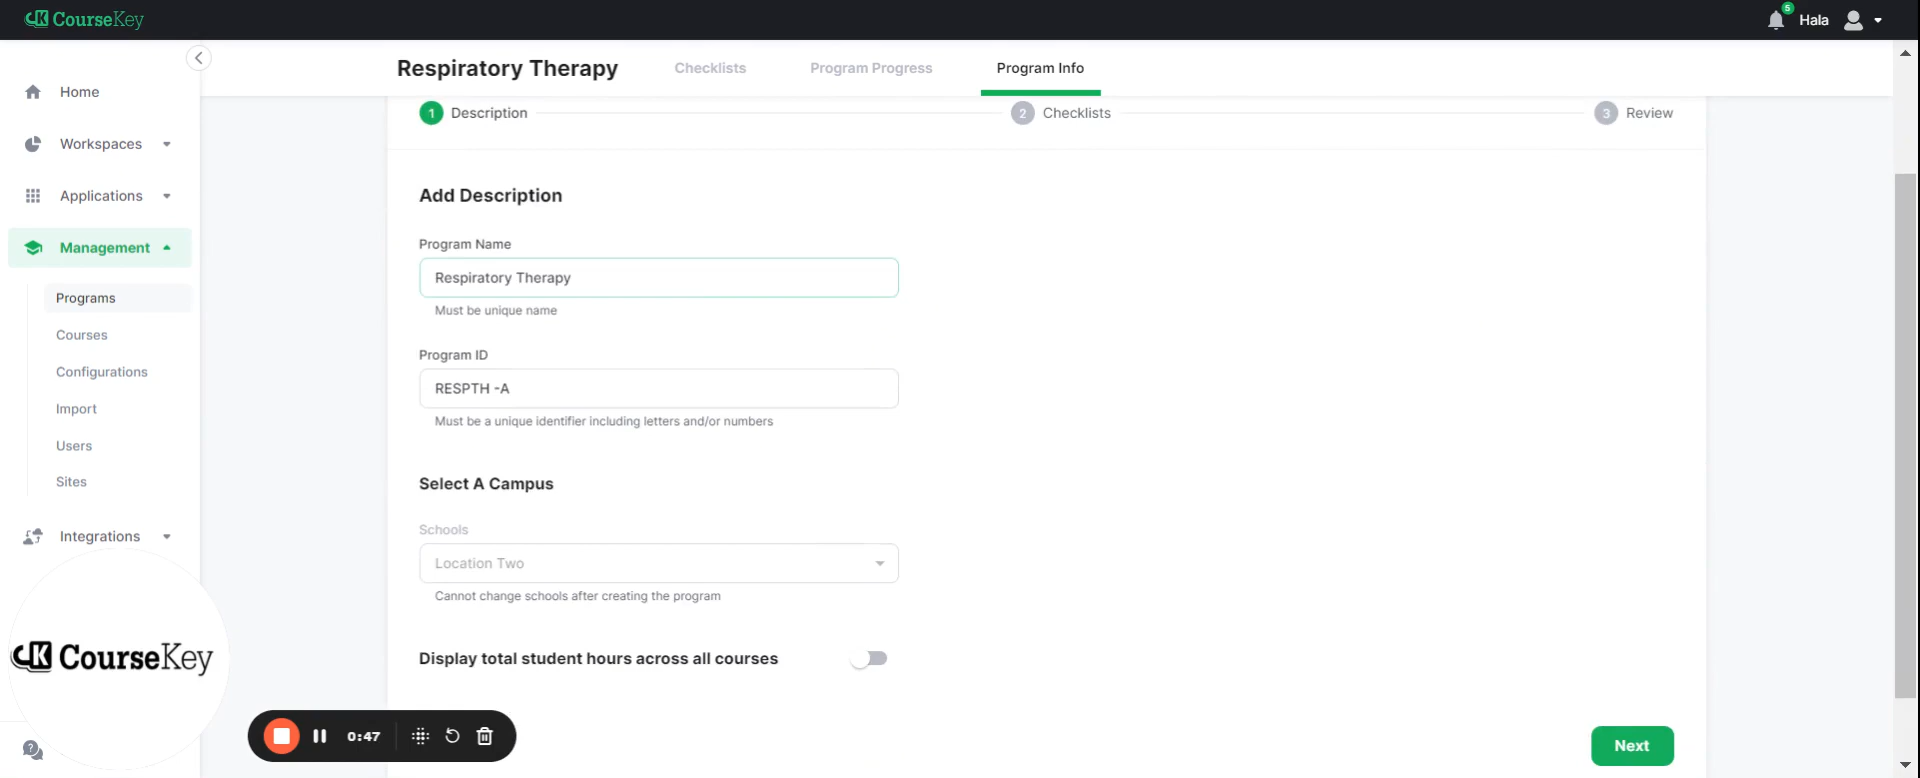 CourseKey
5
Hala
Home
Workspaces
Applications
Management
Programs
Courses
Configurations
Import
Users
Sites
Integrations
CourseKey
Respiratory Therapy
Checklists
Program Progress
Program Info
1 Description
2 Checklists
3 Review
Add Description
Program Name
Respiratory Therapy
Must be unique name
Program ID
RESPTH -A
Must be a unique identifier including letters and/or numbers
Select A Campus
Schools
Location Two
Cannot change schools after creating the program
Display total student hours across all courses
0:47
Next